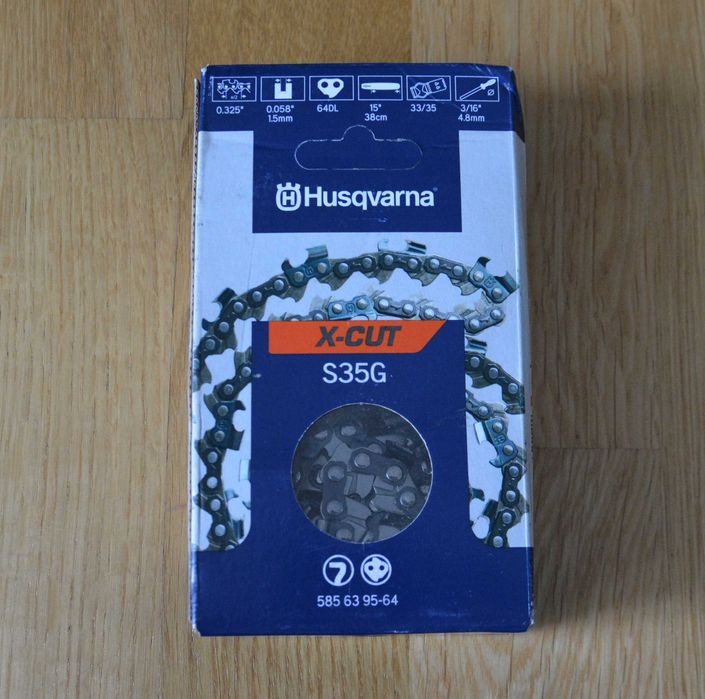 0.325" 0.058" 64DL 15" 33/35 3/16"
1.5mm 38cm 4.8mm
Husqvarna
X-CUT
S35G
585 63 95-64